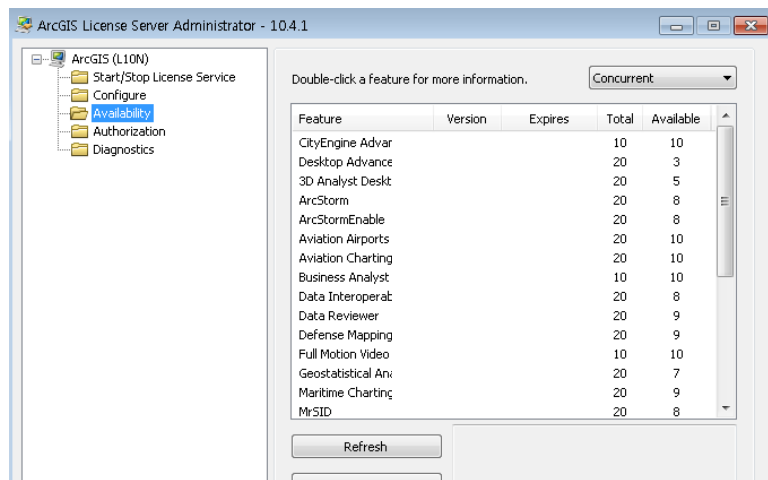 ArcGIS License Server Administrator - 10.4.1
ArcGIS (L10N)
Start/Stop License Service
Configure
Availability
Authorization
Diagnostics
Double-click a feature for more information.
Concurrent
Feature Version Expires Total Available
CityEngine Advar 10 10
Desktop Advance 20 3
3D Analyst Deskt 20 5
ArcStorm 20 8
ArcStormEnable 20 8
Aviation Airports 20 10
Aviation Charting 20 10
Business Analyst 10 10
Data Interoperab 20 8
Data Reviewer 20 9
Defense Mapping 20 9
Full Motion Video 10 10
Geostatistical Ana 20 7
Maritime Charting 20 9
MrSID 20 8
Refresh